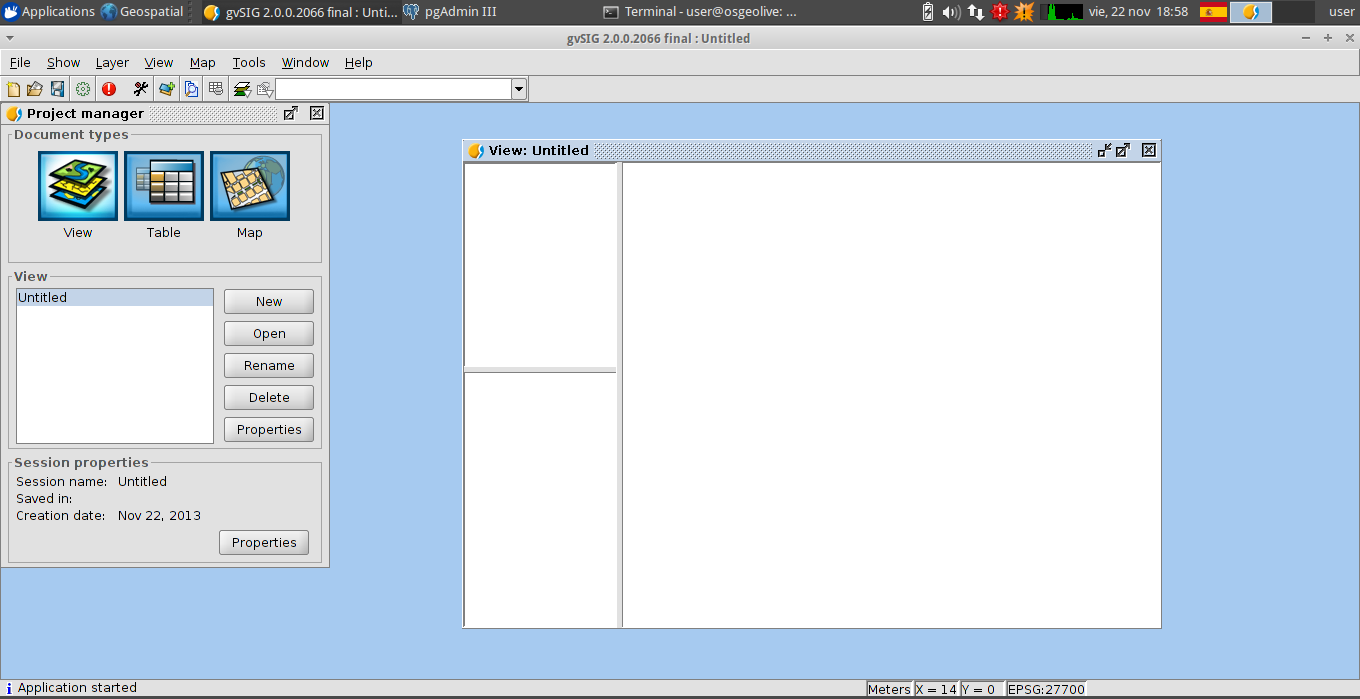 Applications Geospatial gvSIG 2.0.0.2066 final : Unti... pgAdmin III Terminal - user@osgeolive: ... vie, 22 nov 18:58 user
gvSIG 2.0.0.2066 final : Untitled
File Show Layer View Map Tools Window Help
Project manager
Document types
View Table Map
View
Untitled
New
Open
Rename
Delete
Properties
Session properties
Session name: Untitled
Saved in:
Creation date: Nov 22, 2013
Properties
View: Untitled
Application started
Meters X = 14 Y = 0 EPSG:27700